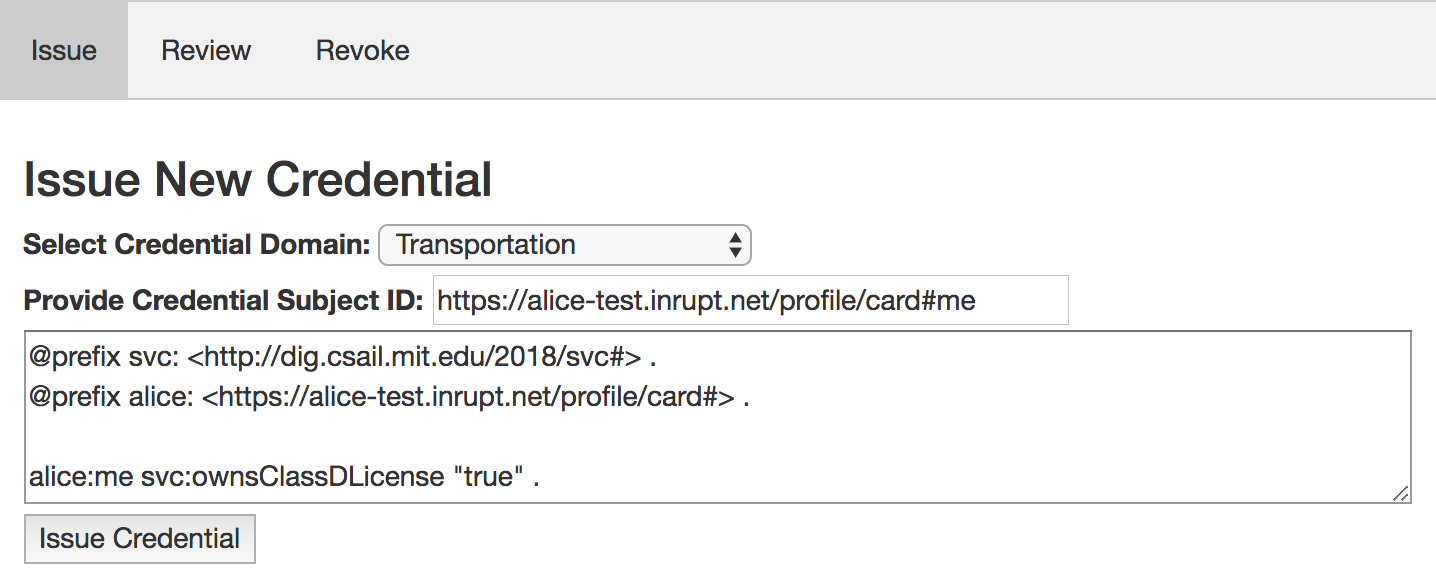 Issue Review Revoke
Issue New Credential
Select Credential Domain: Transportation
Provide Credential Subject ID: https://alice-test.inrupt.net/profile/card#me
@prefix svc: <http://dig.csail.mit.edu/2018/svc#> .
@prefix alice: <https://alice-test.inrupt.net/profile/card#> .
alice:me svc:ownsClassDLicense "true" .
Issue Credential